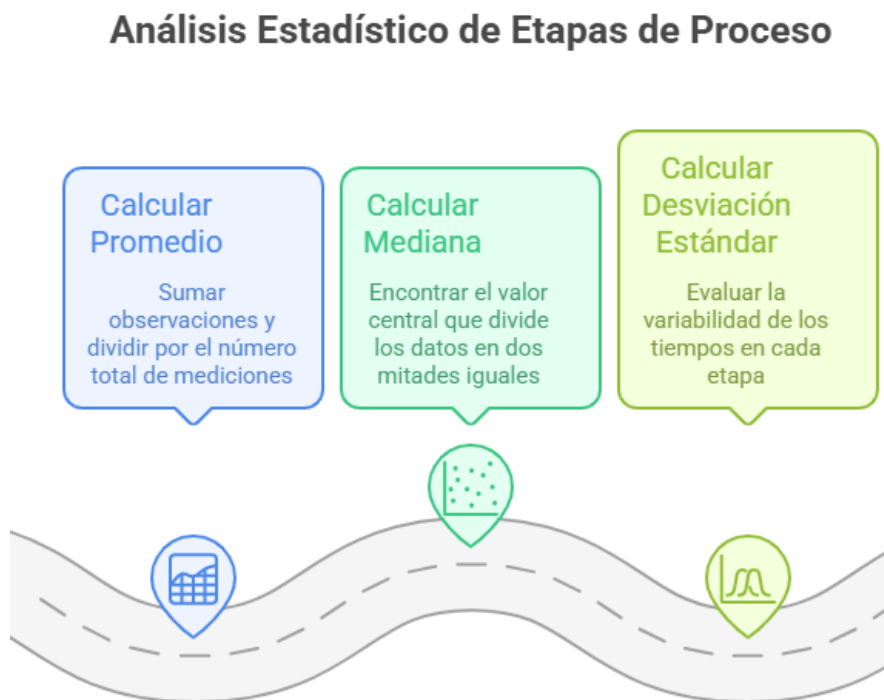 Análisis Estadístico de Etapas de Proceso
Calcular
Promedio
Sumar
observaciones y
dividir por el número
total de mediciones
Calcular
Mediana
Encontrar el valor
central que divide
los datos en dos
mitades iguales
Calcular
Desviación
Estándar
Evaluar la
variabilidad de los
tiempos en cada
etapa